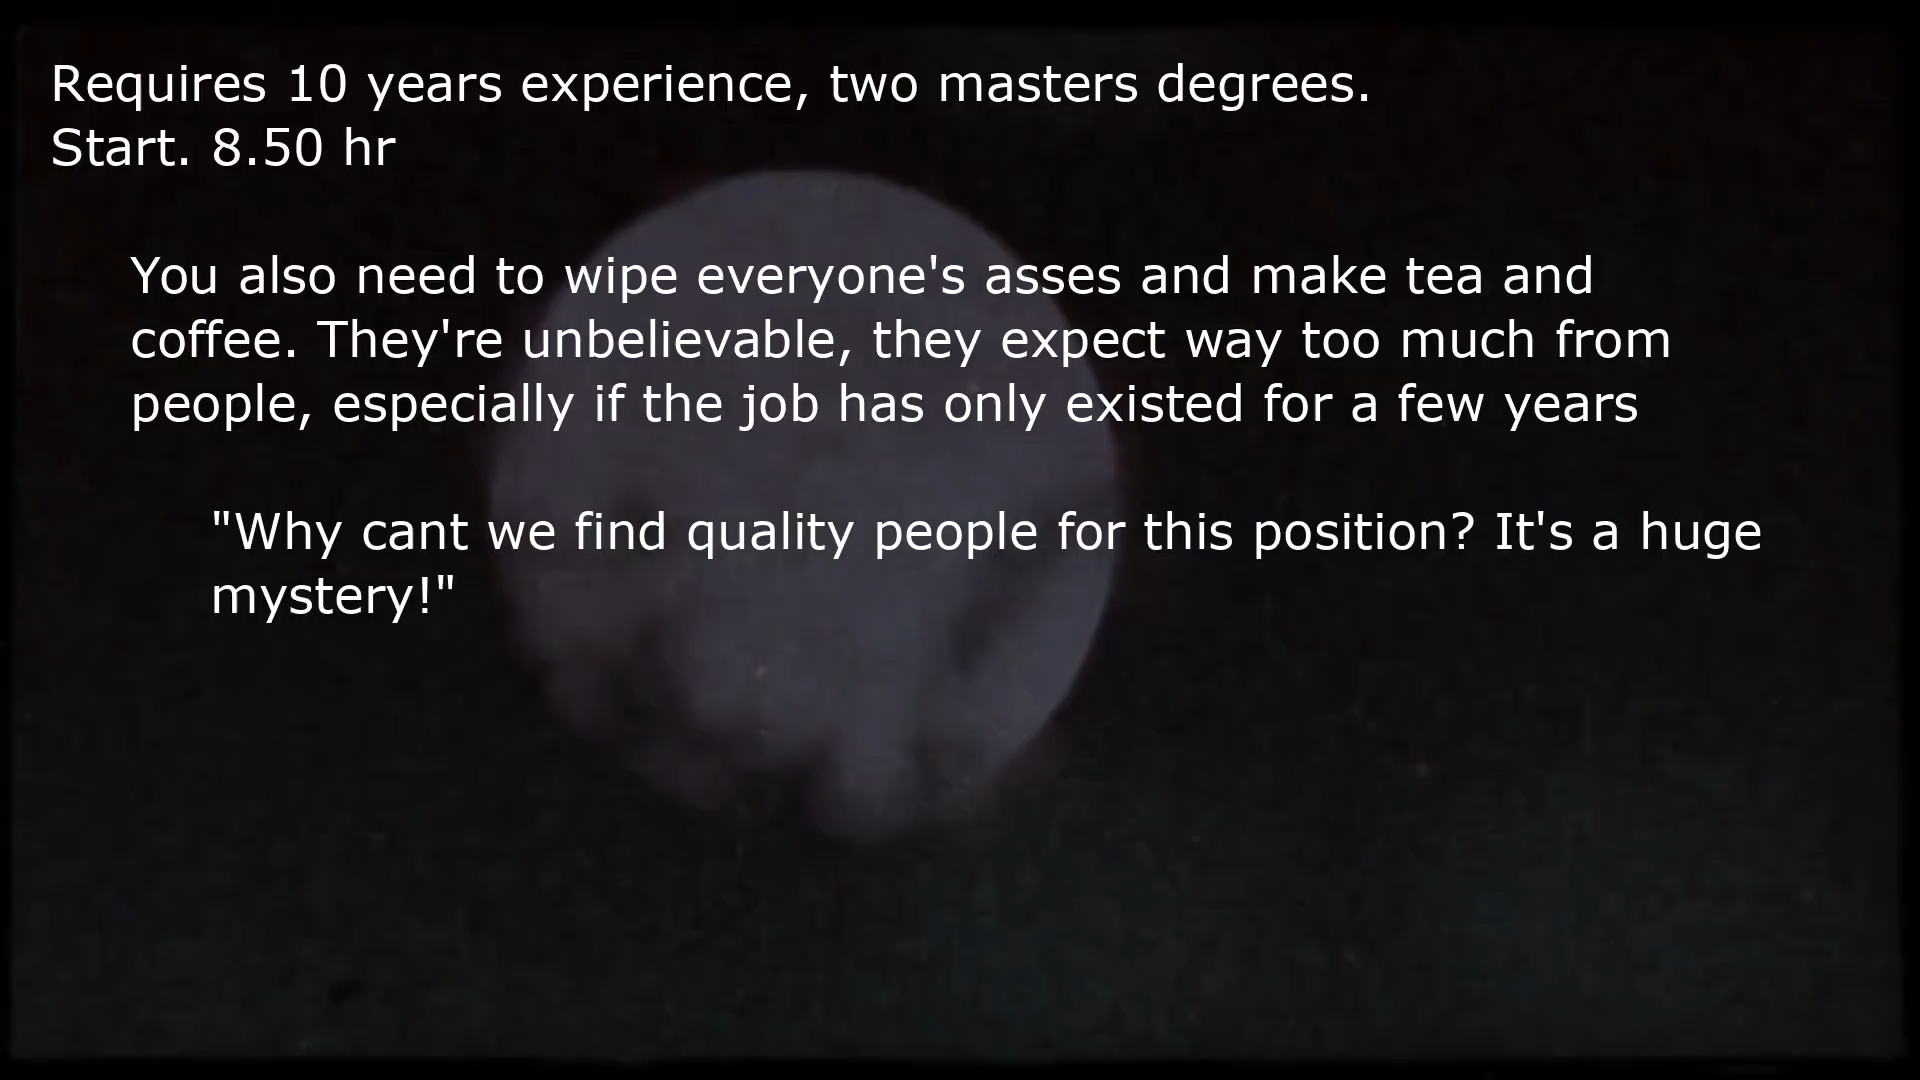 Requires 10 years experience, two masters degrees.
Start. 8.50 hr
You also need to wipe everyone's asses and make tea and
coffee. They're unbelievable, they expect way too much from
people, especially if the job has only existed for a few years
"Why cant we find quality people for this position? It's a huge
mystery!"